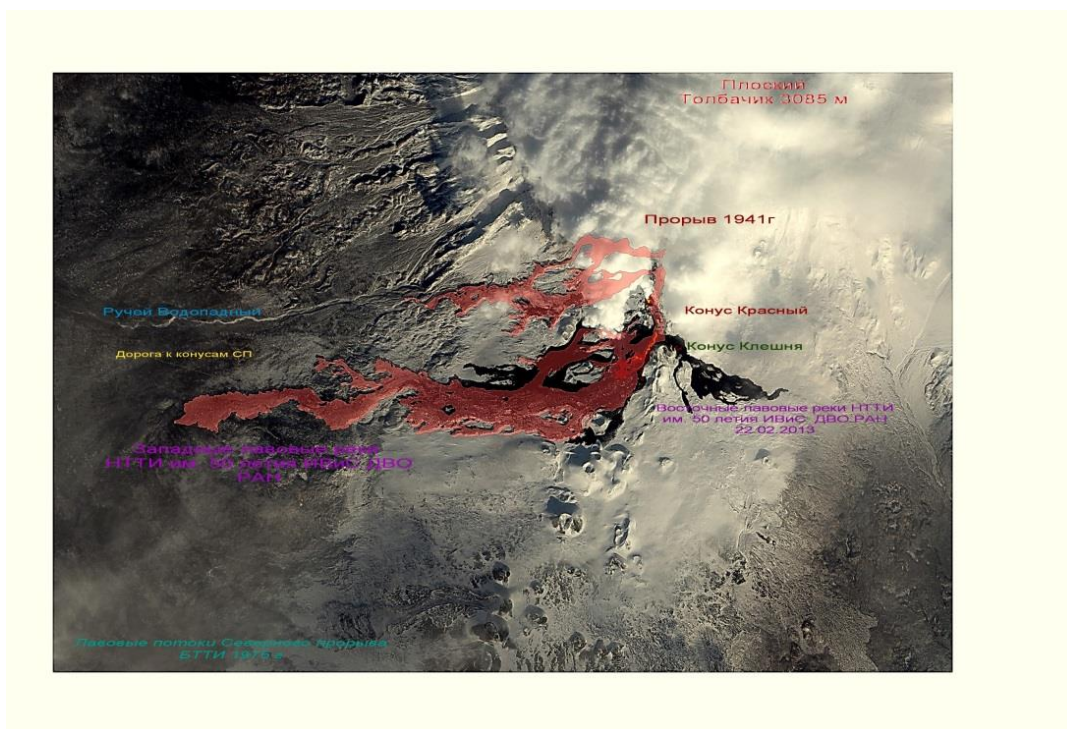 Плоский
Толбачик 3085 м
Прорыв 1941г
Ручей Водопадный
Конус Красный
Дорога к конусам СП
Конус Клешня
Восточные лавовые реки НТТИ
им. 50 летия ИВиС ДВО РАН
22.02.2013
Западные лавовые реки
НТТИ им. 50 летия ИВиС ДВО
РАН
Лавовые потоки Северного прорыва
БТТИ 1975 г